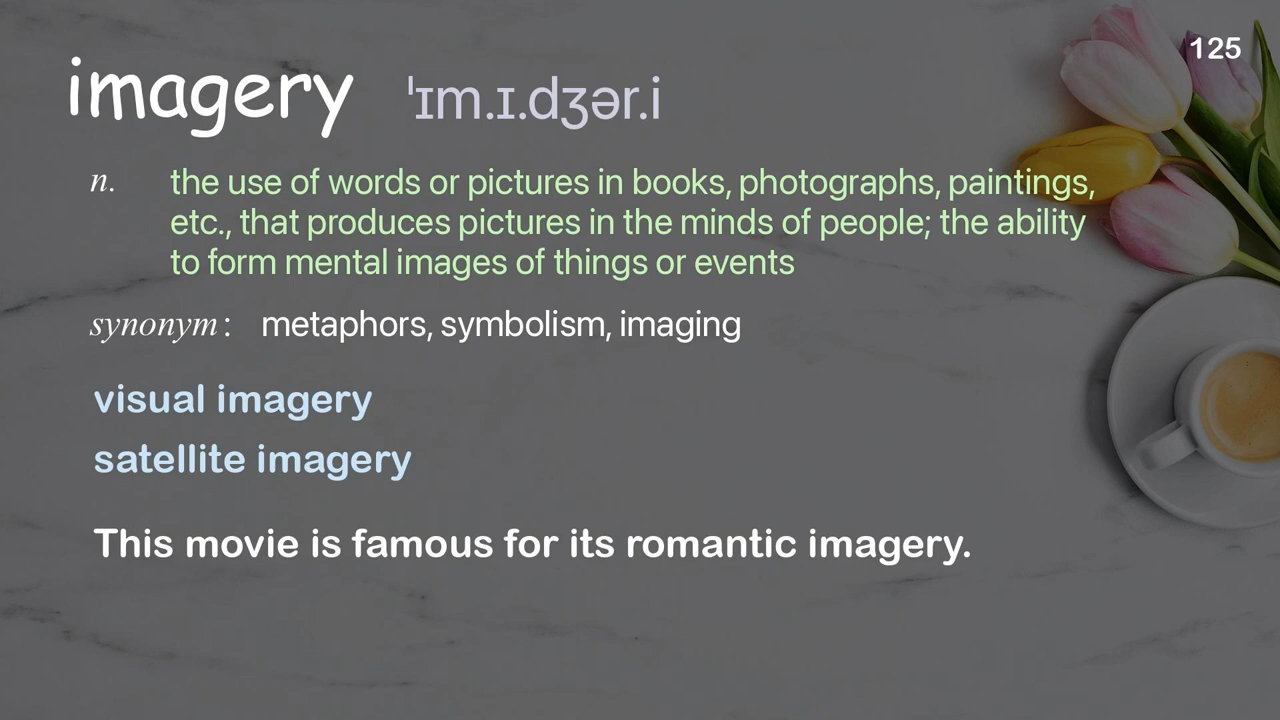 125
imagery ˈɪm.ɪ.dʒər.i
n. the use of words or pictures in books, photographs, paintings,
etc., that produces pictures in the minds of people; the ability
to form mental images of things or events
synonym: metaphors, symbolism, imaging
visual imagery
satellite imagery
This movie is famous for its romantic imagery.